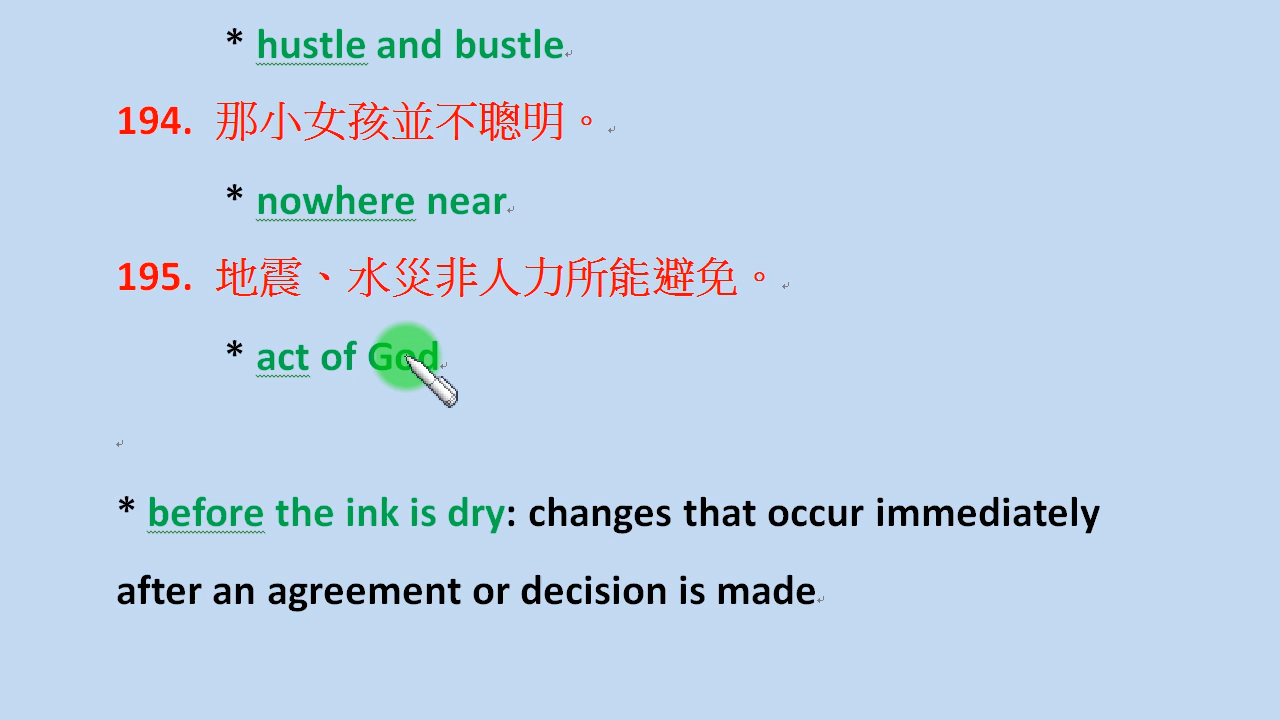 * hustle and bustle
194. 那小女孩並不聰明。
* nowhere near
195. 地震、水災非人力所能避免。
* act of God
* before the ink is dry: changes that occur immediately
after an agreement or decision is made